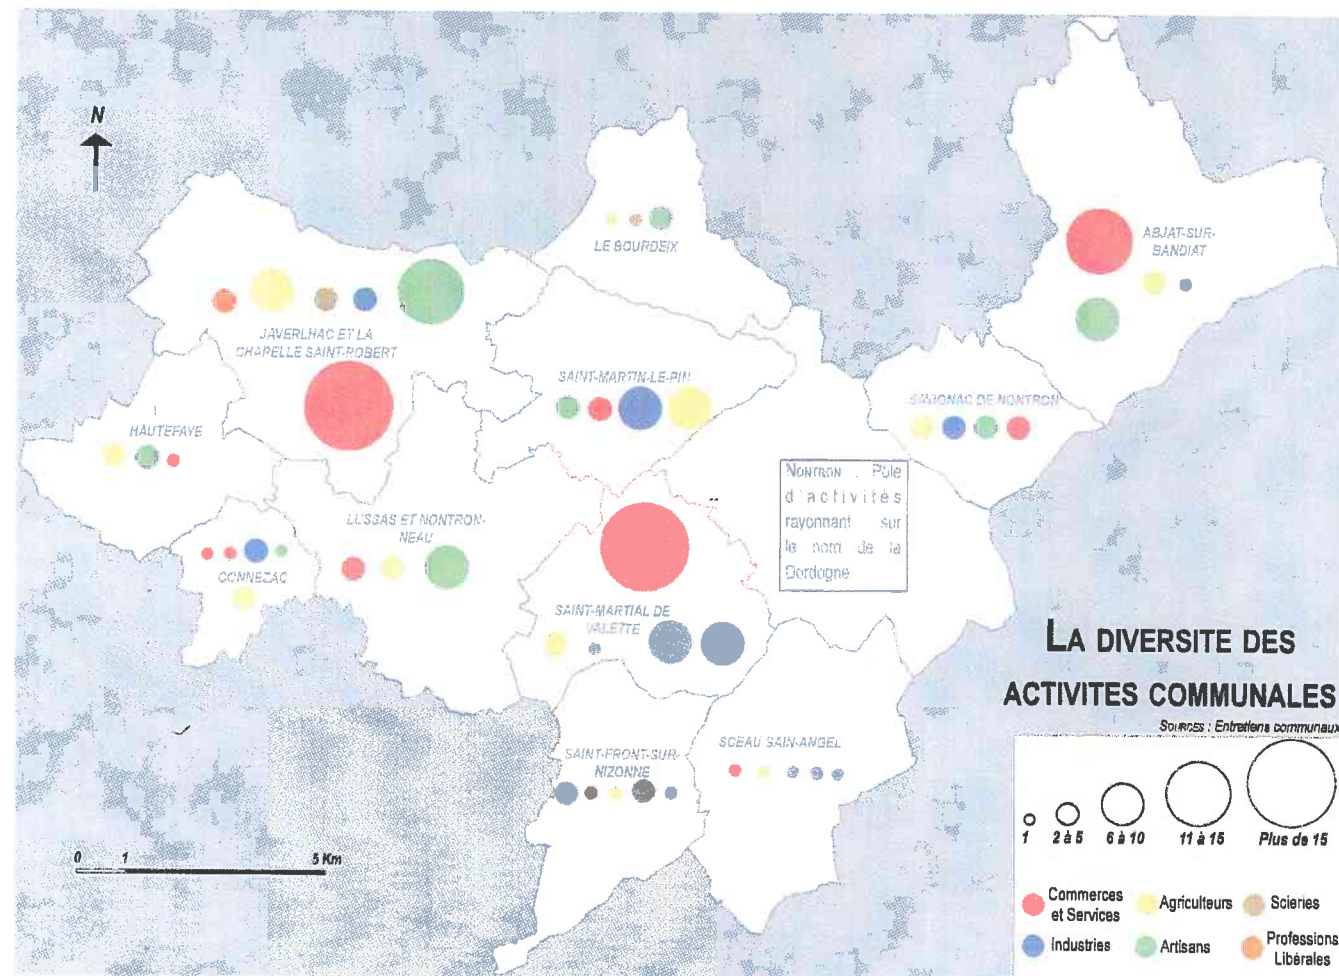 N
LE BOURDEIX
ABJAT-SUR-
BANDIAT
JAVERLHAC ET LA
CHAPELLE SAINT-ROBERT
SAINT-MARTIN-LE-PIN
SAVIGNAC DE NONTRON
HAUTEFAYE
NONTRON : Pôle
d'activités
rayonnant sur
le nord de la
Dordogne
LUSSAS ET NONTRON-
NEAU
CONNEZAC
SAINT-MARTIAL DE
VALETTE
SCEAU SAIN-ANGEL
SAINT-FRONT-SUR-
NIZONNE
0 1 5 Km
LA DIVERSITE DES
ACTIVITES COMMUNALES
SOURCES : Entretiens communaux
1 2 à 5 6 à 10 11 à 15 Plus de 15
Commerces
et Services
Agriculteurs
Scieries
Industries
Artisans
Professions
Libérales